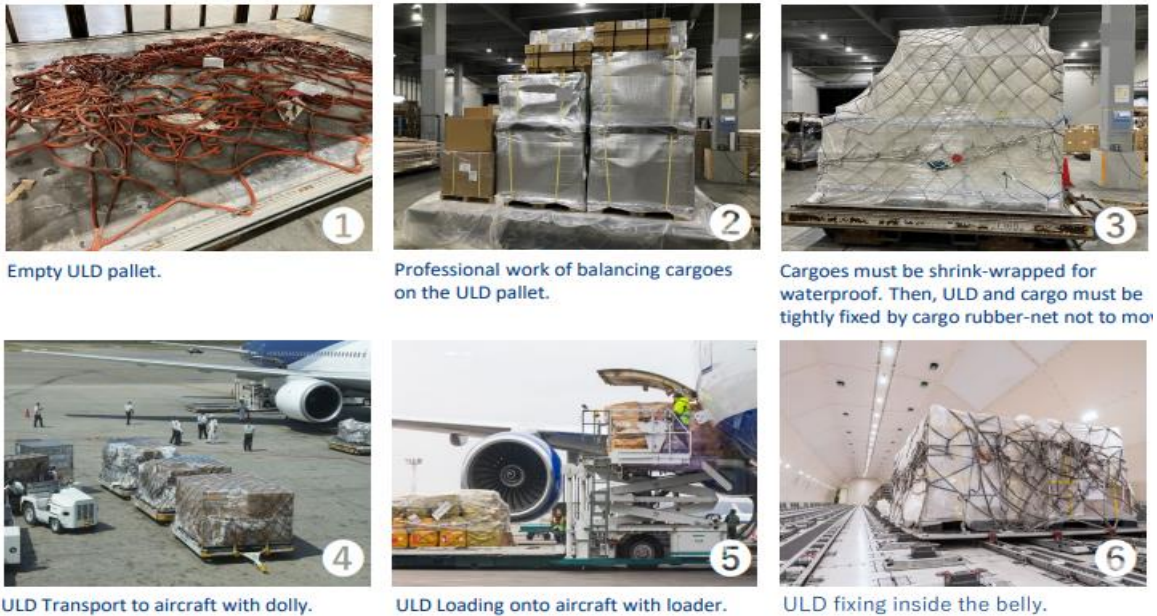 1
2
3
Empty ULD pallet.
Professional work of balancing cargoes
on the ULD pallet.
Cargoes must be shrink-wrapped for
waterproof. Then, ULD and cargo must be
tightly fixed by cargo rubber-net not to mov
4
5
6
ULD Transport to aircraft with dolly.
ULD Loading onto aircraft with loader.
ULD fixing inside the belly.